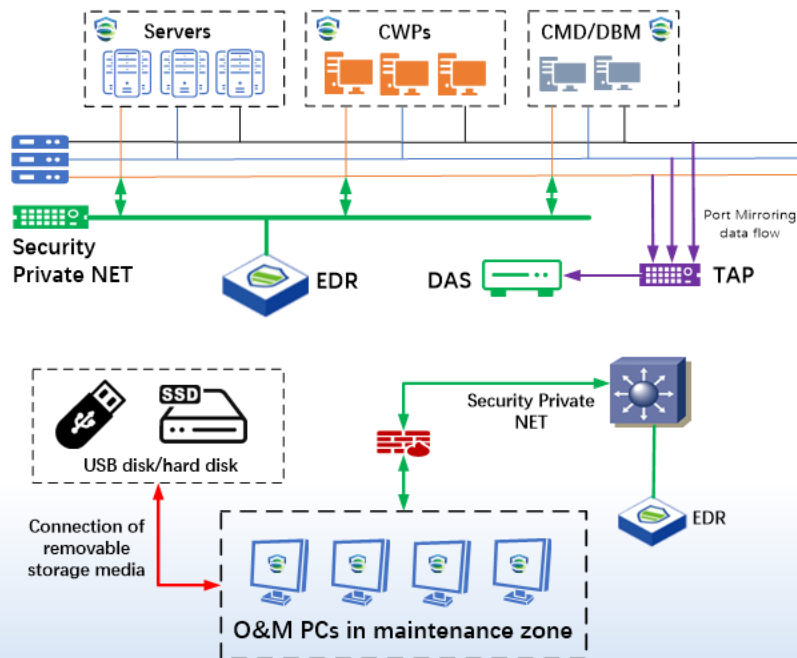 Servers
CWPs
CMD/DBM
Port Mirroring
data flow
Security
Private NET
EDR
DAS
TAP
SSD
USB disk/hard disk
Security Private
NET
Connection of
removable
storage media
EDR
O&M PCs in maintenance zone